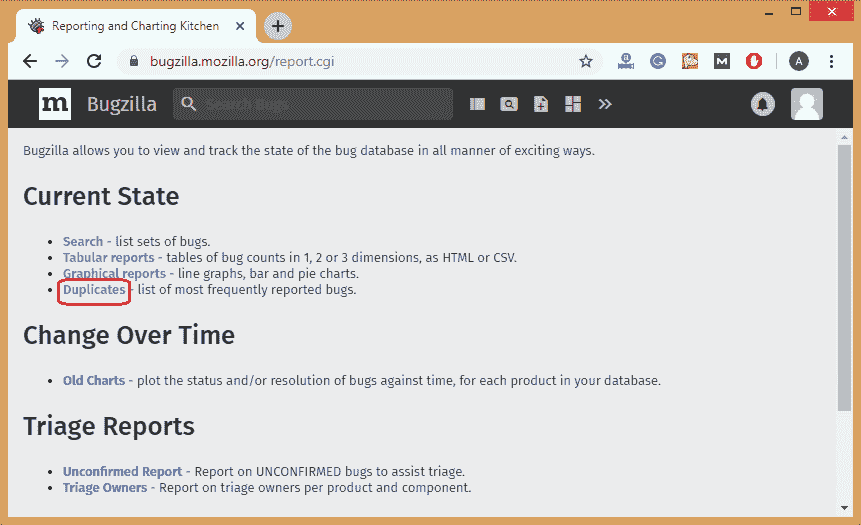 Reporting and Charting Kitchen
bugzilla.mozilla.org/report.cgi
a
G
M
A
m Bugzilla Search Bugs
Bugzilla allows you to view and track the state of the bug database in all manner of exciting ways.
Current State
• Search - list sets of bugs.
• Tabular reports - tables of bug counts in 1, 2 or 3 dimensions, as HTML or CSV.
• Graphical reports - line graphs, bar and pie charts.
• Duplicates - list of most frequently reported bugs.
Change Over Time
• Old Charts - plot the status and/or resolution of bugs against time, for each product in your database.
Triage Reports
• Unconfirmed Report - Report on UNCONFIRMED bugs to assist triage.
• Triage Owners - Report on triage owners per product and component.